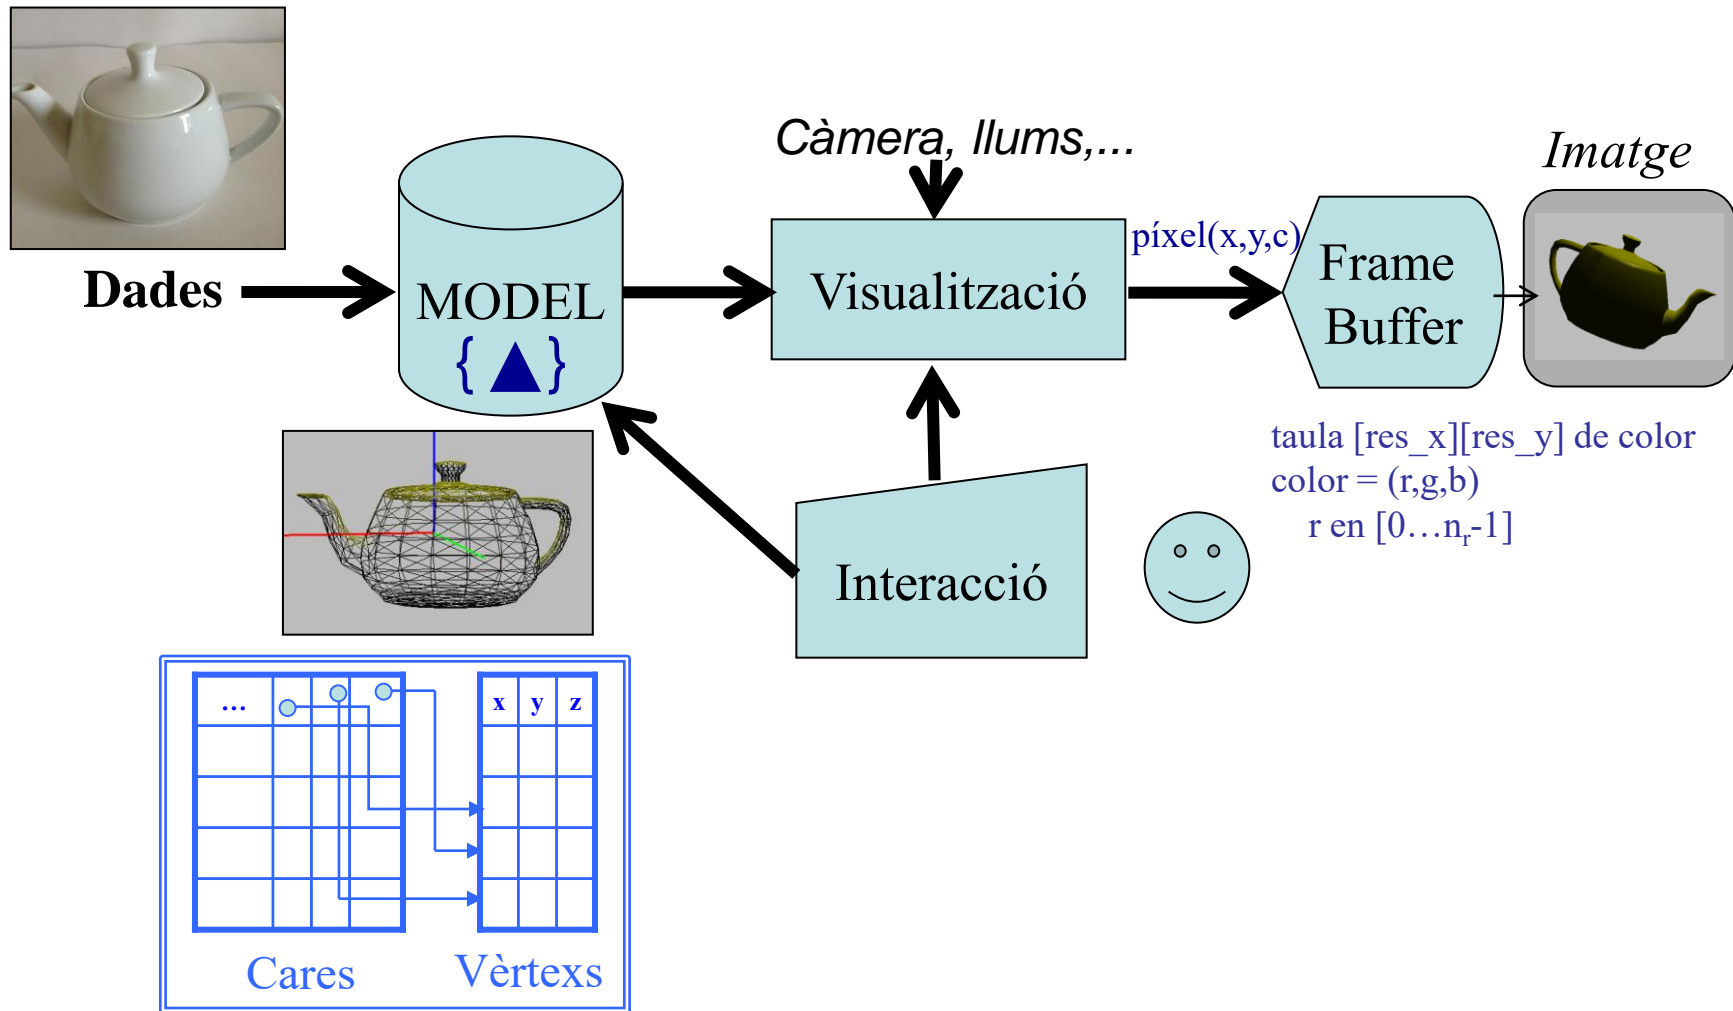 Càmera, llums,...
Imatge
Dades
MODEL
{ }
Visualització
píxel(x,y,c)
Frame
Buffer
taula [res_x][res_y] de color
color = (r,g,b)
r en [0…nr-1]
Interacció
...
x y z
Cares
Vèrtexs